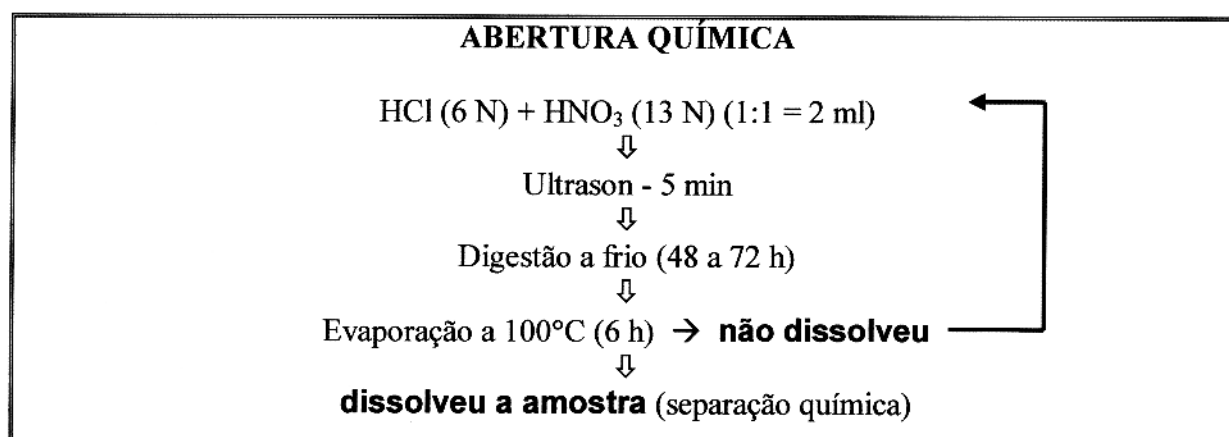 ABERTURA QUÍMICA
HCl (6 N) + HNO₃ (13 N) (1:1 = 2 ml)
⇩
Ultrason - 5 min
⇩
Digestão a frio (48 a 72 h)
⇩
Evaporação a 100°C (6 h) → não dissolveu
⇩
dissolveu a amostra (separação química)